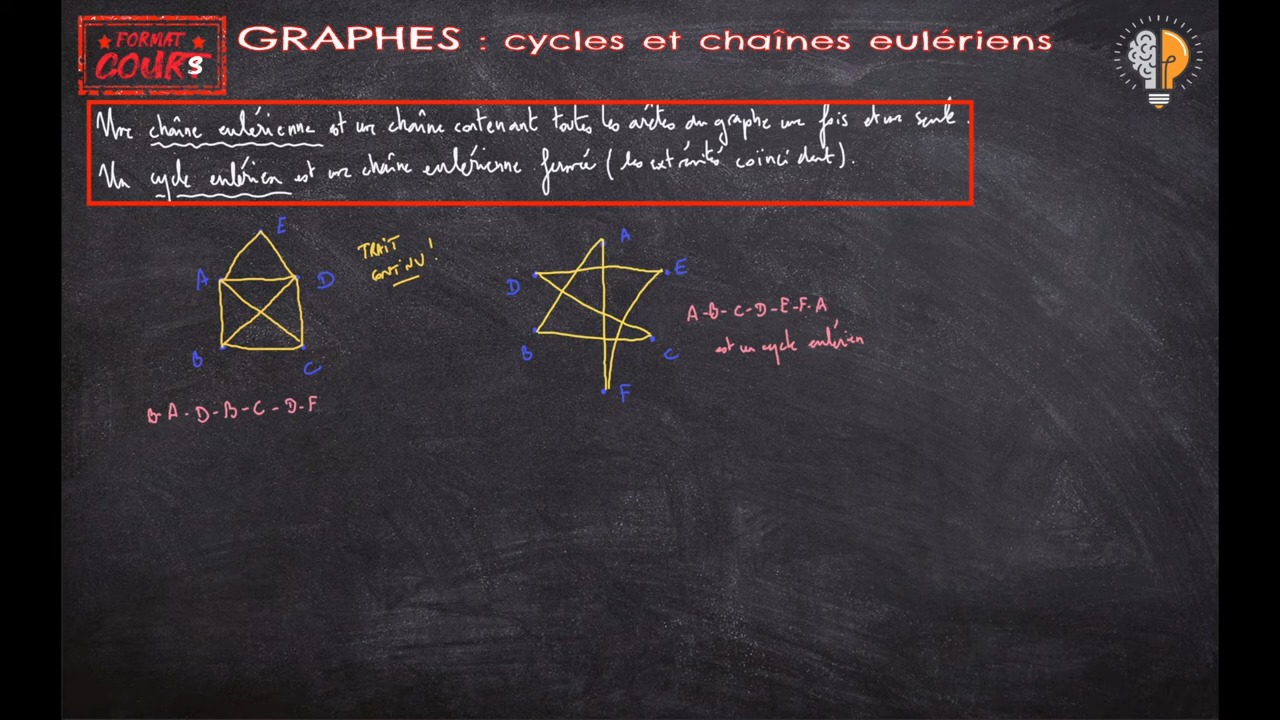 FORMAT
COURS
GRAPHES : cycles et chaînes eulériens
Une chaîne eulérienne est une chaîne contenant toutes les arêtes du graphe une fois et une seule.
Un cycle eulérien est une chaîne eulérienne fermée (les extrémités coïncident).
E
A
D
B
C
TRAIT
CONTINU !
B-A-D-B-C-D-F
A
D
E
B
C
F
A-B-C-D-E-F-A
est un cycle eulérien